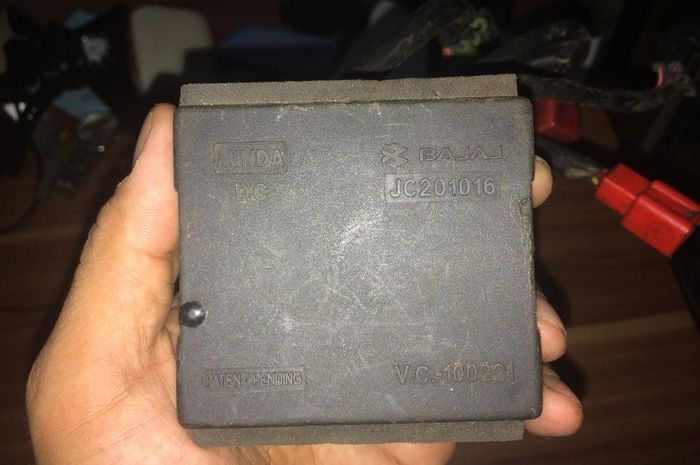 MINDA BAJAJ
D.C JC201016
PATENT PENDING V.C.-100221